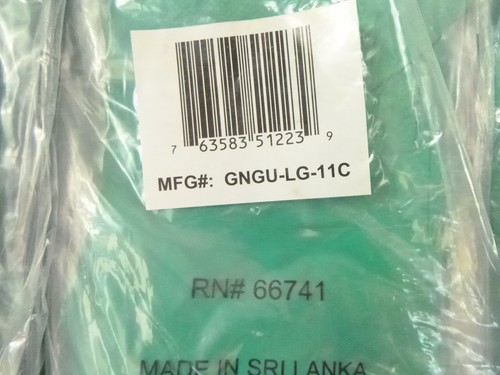 7 63583 51223 9
MFG#: GNGU-LG-11C
RN# 66741
MADE IN SRI LANKA